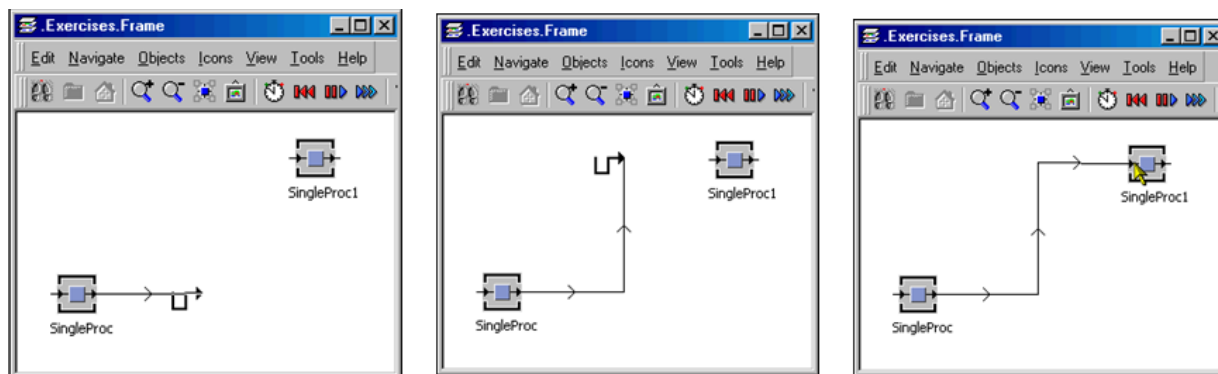 .Exercises.Frame
Edit Navigate Objects Icons View Tools Help
SingleProc1
SingleProc
.Exercises.Frame
Edit Navigate Objects Icons View Tools Help
SingleProc1
SingleProc
.Exercises.Frame
Edit Navigate Objects Icons View Tools Help
SingleProc1
SingleProc